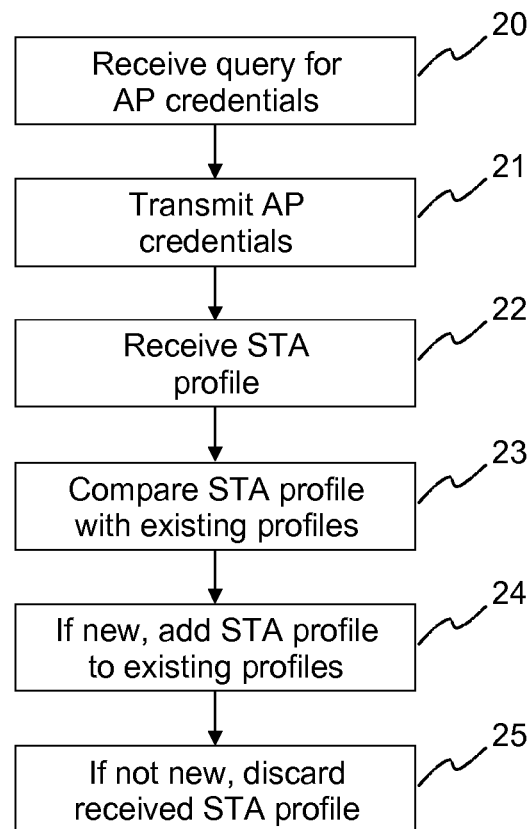 20
Receive query for
AP credentials
21
Transmit AP
credentials
22
Receive STA
profile
23
Compare STA profile
with existing profiles
24
If new, add STA profile
to existing profiles
25
If not new, discard
received STA profile